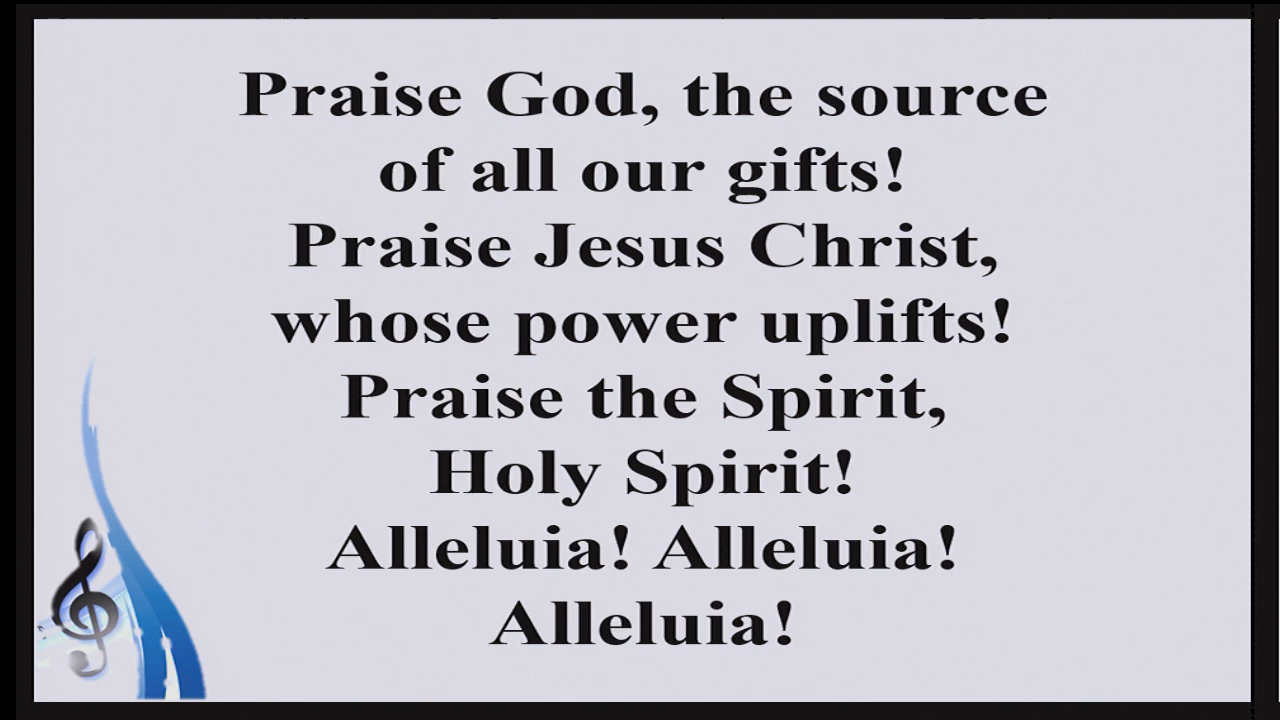 Praise God, the source
of all our gifts!
Praise Jesus Christ,
whose power uplifts!
Praise the Spirit,
Holy Spirit!
Alleluia! Alleluia!
Alleluia!